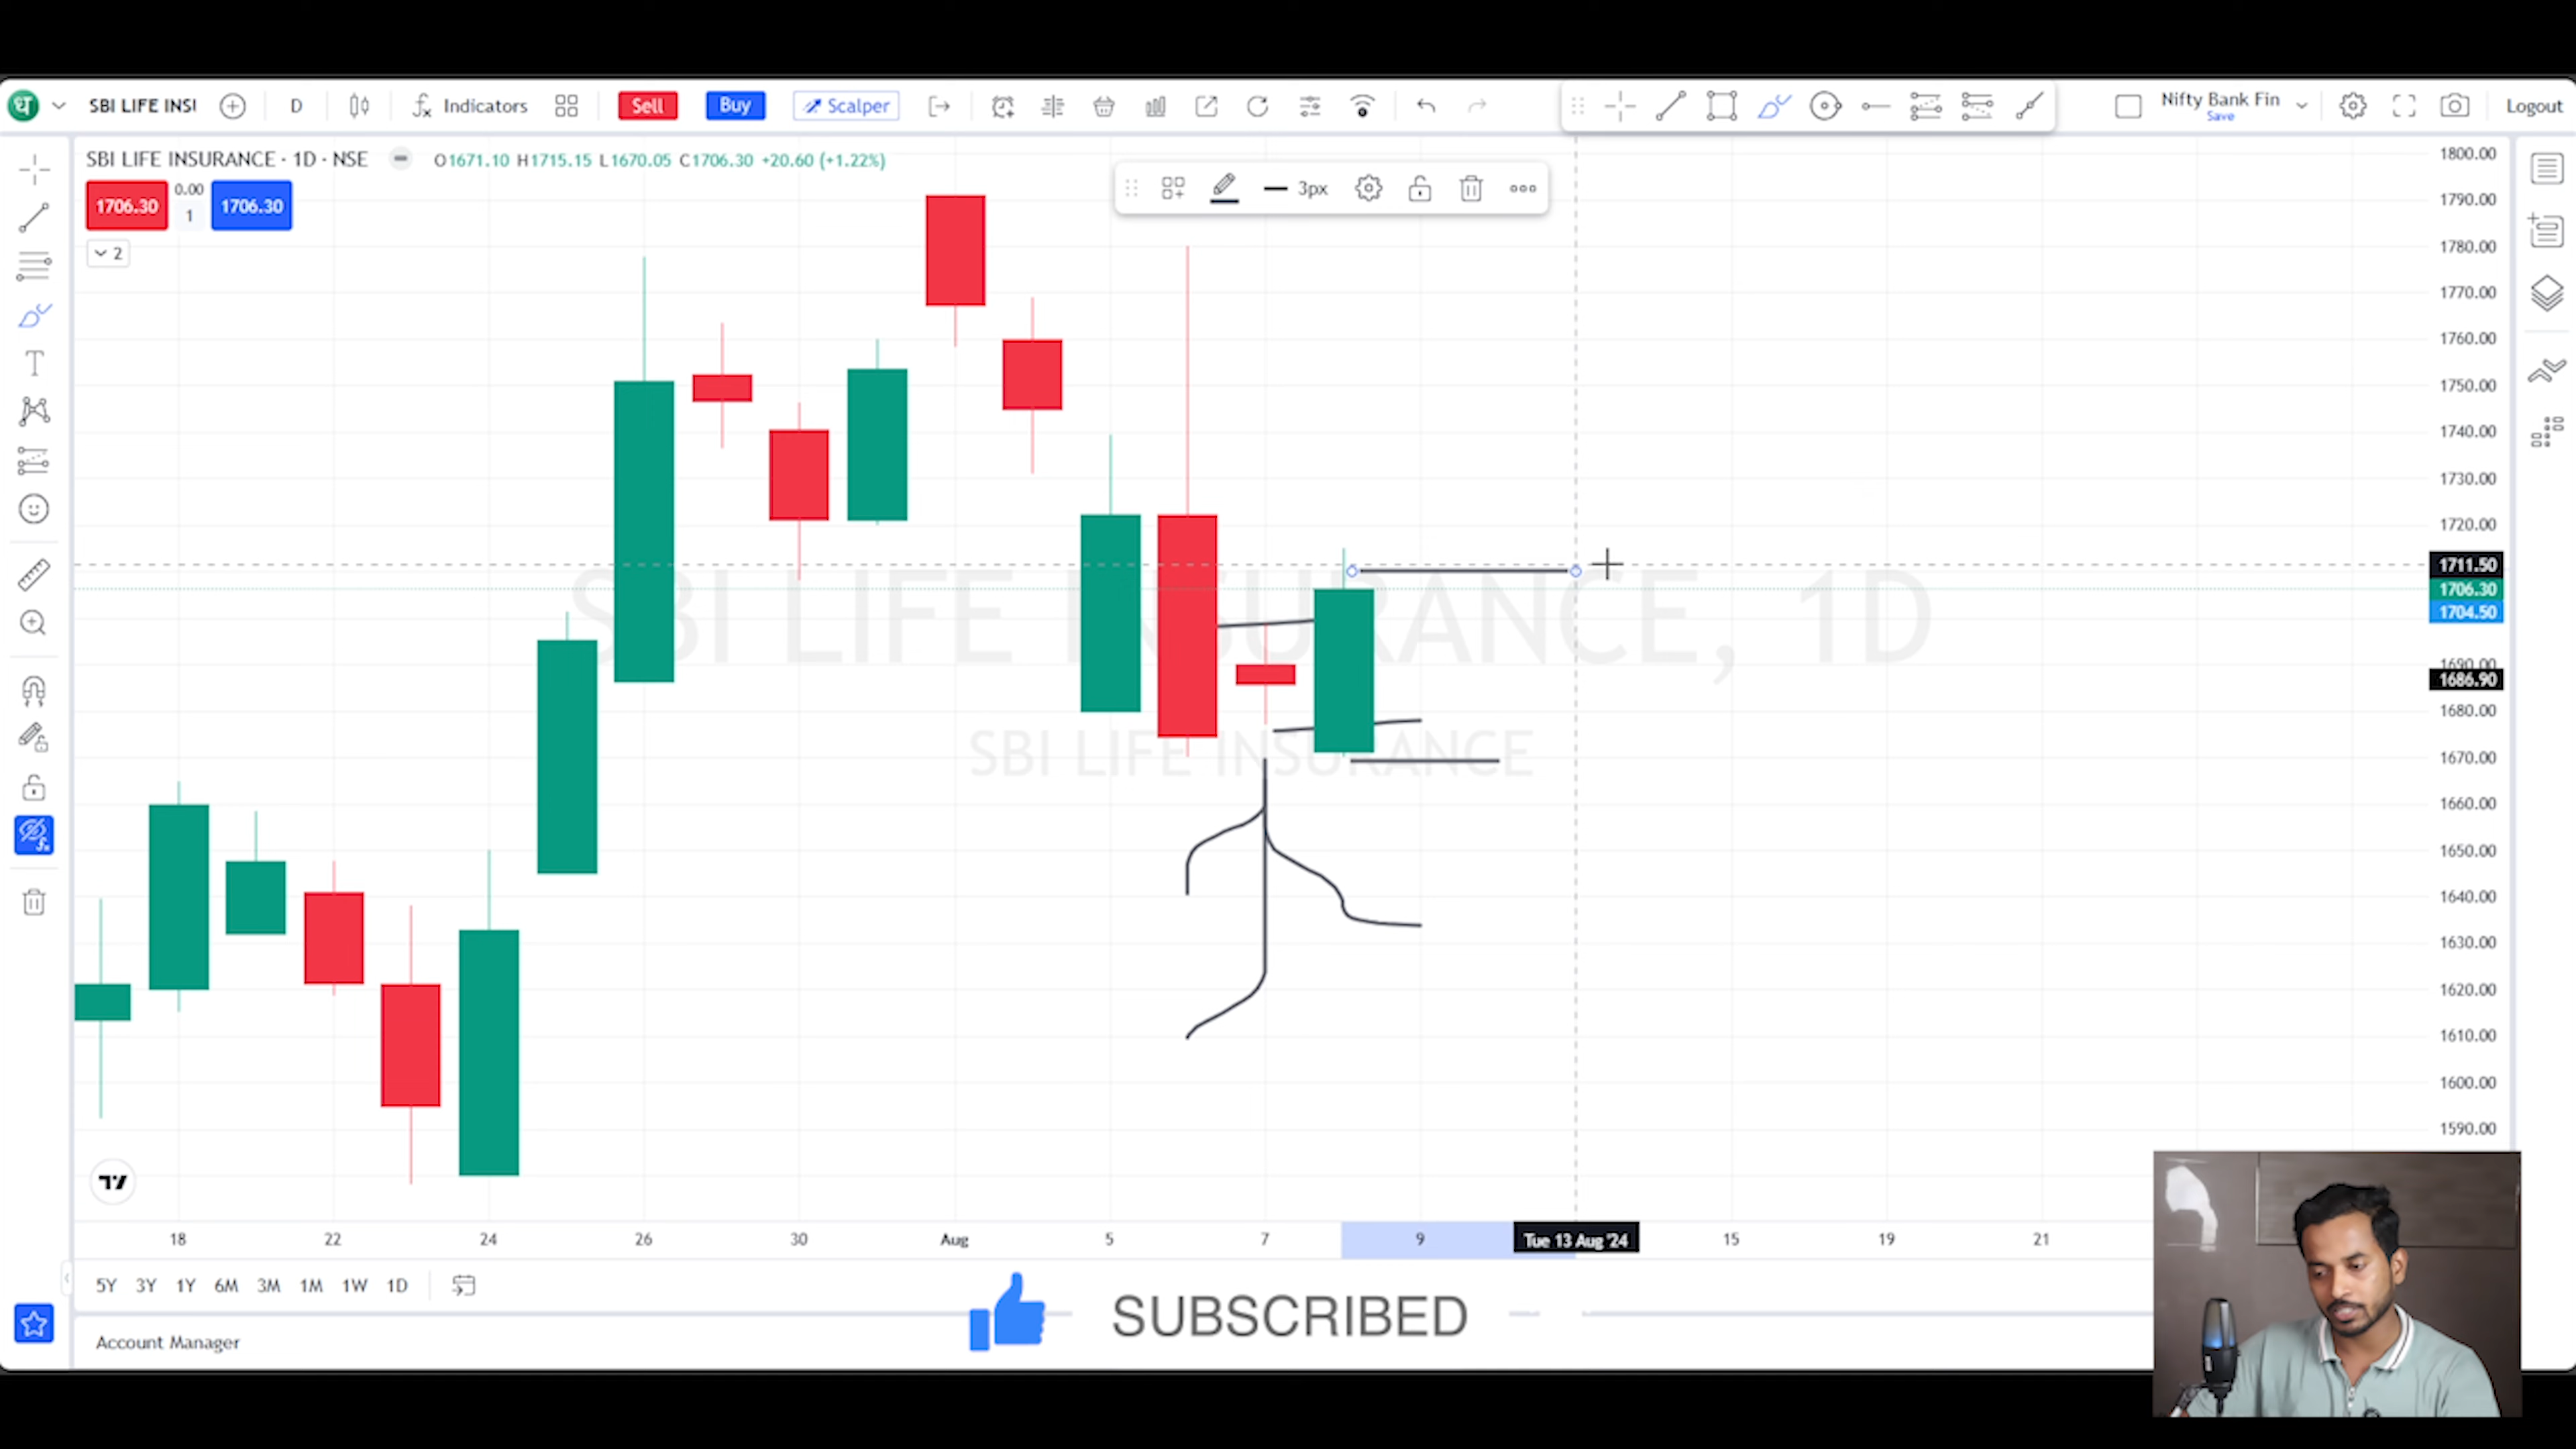 ध SBI LIFE INS! D Indicators Sell Buy Scalper Nifty Bank Fin Logout
Save
SBI LIFE INSURANCE · 1D · NSE O1671.10 H1715.15 L1670.05 C1706.30 +20.60 (+1.22%)
1706.30 0.00 1706.30
1
2
3px
T
SBI LIFE INSURANCE, 1D
SBI LIFE INSURANCE
1800.00
1790.00
1780.00
1770.00
1760.00
1750.00
1740.00
1730.00
1720.00
1711.50
1706.30
1704.50
1690.00
1686.90
1680.00
1670.00
1660.00
1650.00
1640.00
1630.00
1620.00
1610.00
1600.00
1590.00
18 22 24 26 30 Aug 5 7 9 Tue 13 Aug '24 15 19 21
5Y 3Y 1Y 6M 3M 1M 1W 1D
SUBSCRIBED
Account Manager